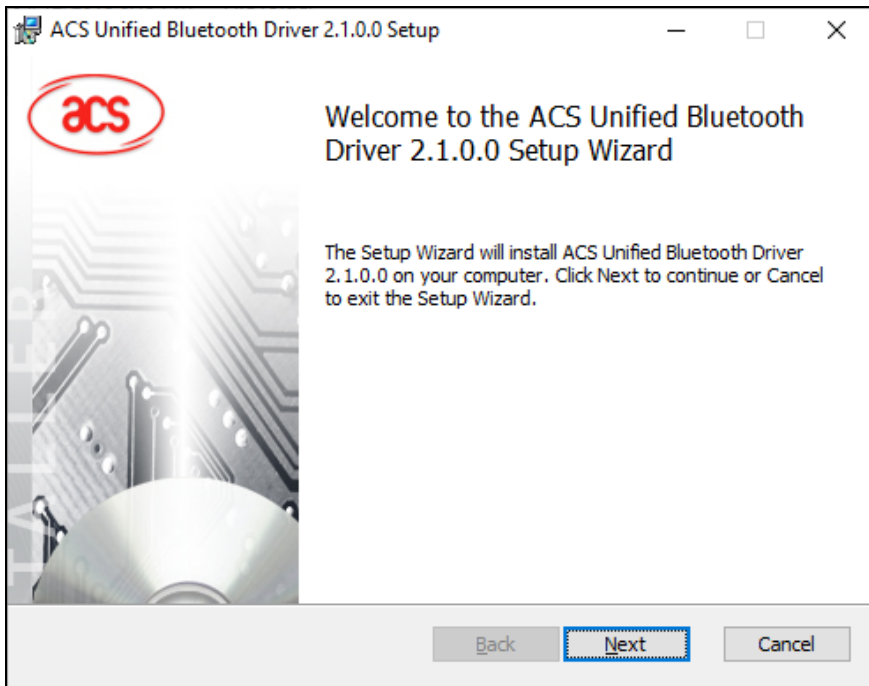 ACS Unified Bluetooth Driver 2.1.0.0 Setup
acs
Welcome to the ACS Unified Bluetooth
Driver 2.1.0.0 Setup Wizard
The Setup Wizard will install ACS Unified Bluetooth Driver
2.1.0.0 on your computer. Click Next to continue or Cancel
to exit the Setup Wizard.
TALLER
Back
Next
Cancel